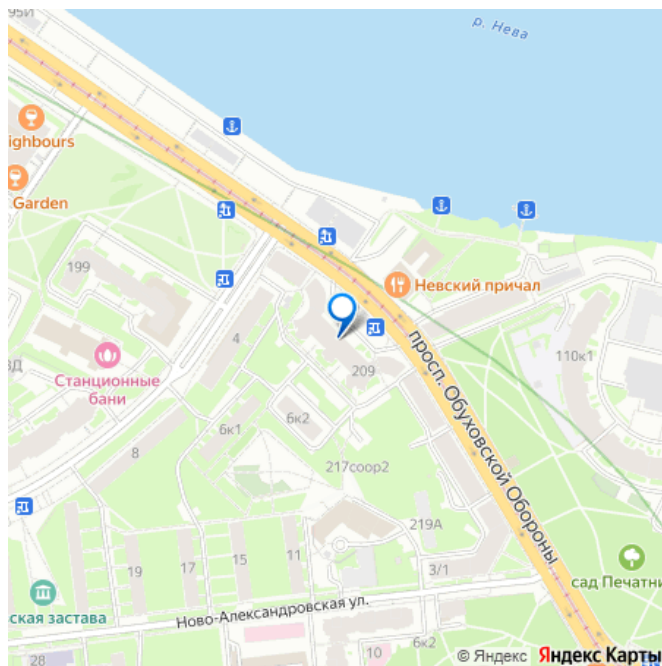 95И
р. Нева
ighbours
Garden
199
Невский причал
4
110к1
ЗД
Станционные
бани
209
просп. Обуховской Обороны
6к2
6к1
8
217соор2
219А
19
17
15
11
3/1
сад Печатни
ская застава
Ново-Александровская ул.
28
10
6к2
© Яндекс Яндекс Карты